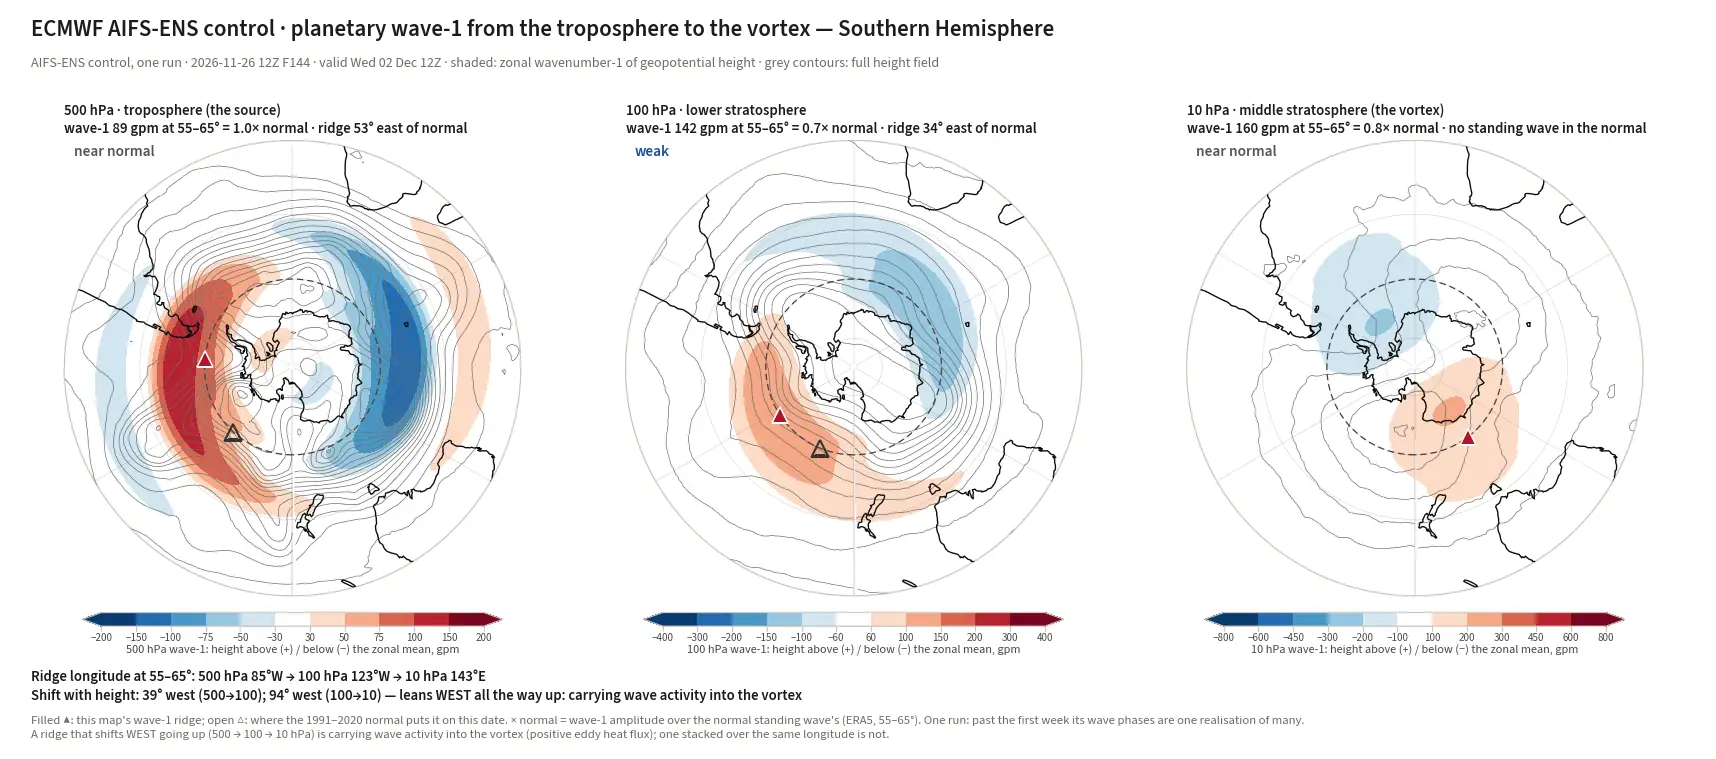 ECMWF AIFS-ENS control · planetary wave-1 from the troposphere to the vortex — Southern Hemisphere
AIFS-ENS control, one run · 2026-11-26 12Z F144 · valid Wed 02 Dec 12Z · shaded: zonal wavenumber-1 of geopotential height · grey contours: full height field
500 hPa · troposphere (the source)
wave-1 89 gpm at 55–65° = 1.0× normal · ridge 53° east of normal
near normal
100 hPa · lower stratosphere
wave-1 142 gpm at 55–65° = 0.7× normal · ridge 34° east of normal
weak
10 hPa · middle stratosphere (the vortex)
wave-1 160 gpm at 55–65° = 0.8× normal · no standing wave in the normal
near normal
−200 −150 −100 −75 −50 −30 30 50 75 100 150 200
500 hPa wave-1: height above (+) / below (−) the zonal mean, gpm
−400 −300 −200 −150 −100 −60 60 100 150 200 300 400
100 hPa wave-1: height above (+) / below (−) the zonal mean, gpm
−800 −600 −450 −300 −200 −100 100 200 300 450 600 800
10 hPa wave-1: height above (+) / below (−) the zonal mean, gpm
Ridge longitude at 55–65°: 500 hPa 85°W → 100 hPa 123°W → 10 hPa 143°E
Shift with height: 39° west (500→100); 94° west (100→10) — leans WEST all the way up: carrying wave activity into the vortex
Filled ▲: this map's wave-1 ridge; open △: where the 1991–2020 normal puts it on this date. × normal = wave-1 amplitude over the normal standing wave's (ERA5, 55–65°). One run: past the first week its wave phases are one realisation of many.
A ridge that shifts WEST going up (500 → 100 → 10 hPa) is carrying wave activity into the vortex (positive eddy heat flux); one stacked over the same longitude is not.